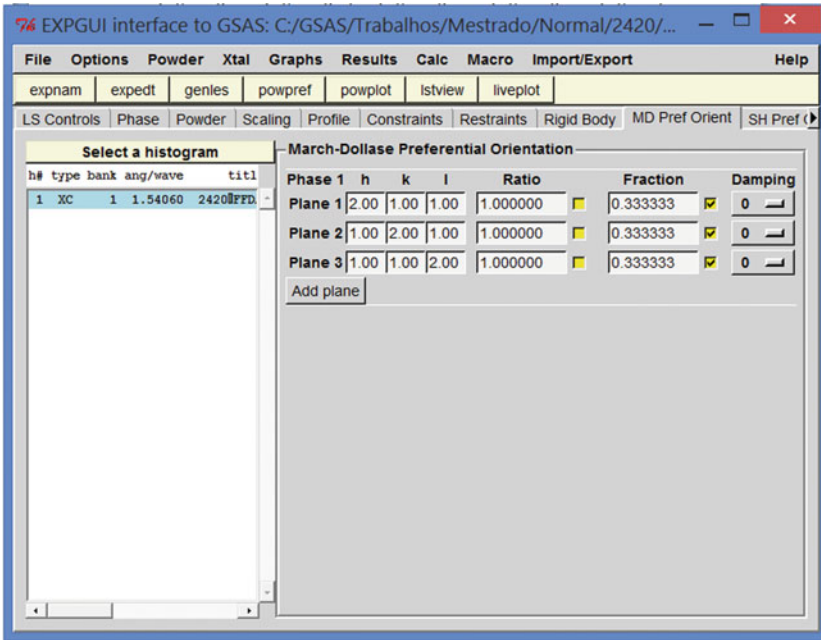 EXPGUI interface to GSAS: C:/GSAS/Trabalhos/Mestrado/Normal/2420/...
File Options Powder Xtal Graphs Results Calc Macro Import/Export Help
expnam expedt genles powpref powplot lstview liveplot
LS Controls Phase Powder Scaling Profile Constraints Restraints Rigid Body MD Pref Orient SH Pref
Select a histogram
h# type bank ang/wave titl
1 XC 1 1.54060 2420
March-Dollase Preferential Orientation
Phase 1 h k l Ratio Fraction Damping
Plane 1 2.00 1.00 1.00 1.000000 0.333333 0
Plane 2 1.00 2.00 1.00 1.000000 0.333333 0
Plane 3 1.00 1.00 2.00 1.000000 0.333333 0
Add plane